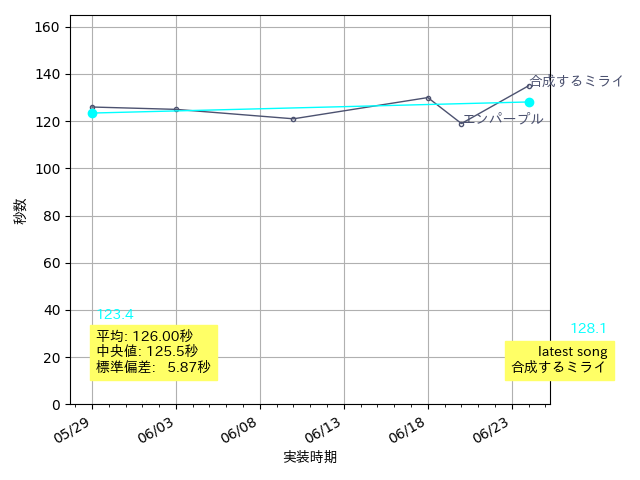 160
140
120
100
80
60
40
20
0
秒数
合成するミライ
エンパープル
123.4
平均: 126.00秒
中央値: 125.5秒
標準偏差: 5.87秒
128.1
latest song
合成するミライ
05/29
06/03
06/08
06/13
06/18
06/23
実装時期